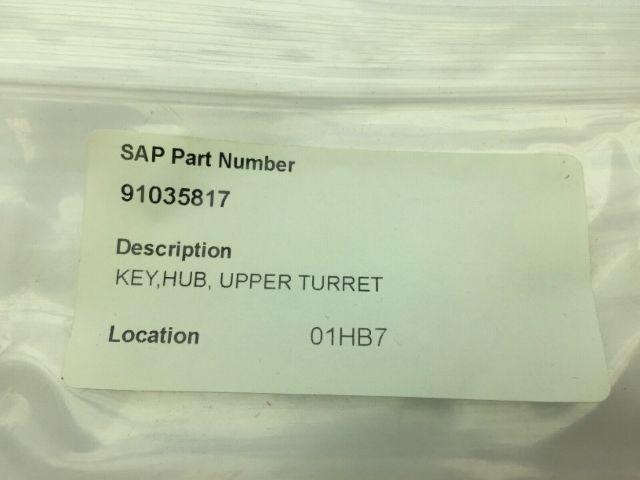 SAP Part Number
91035817
Description
KEY,HUB, UPPER TURRET
Location 01HB7